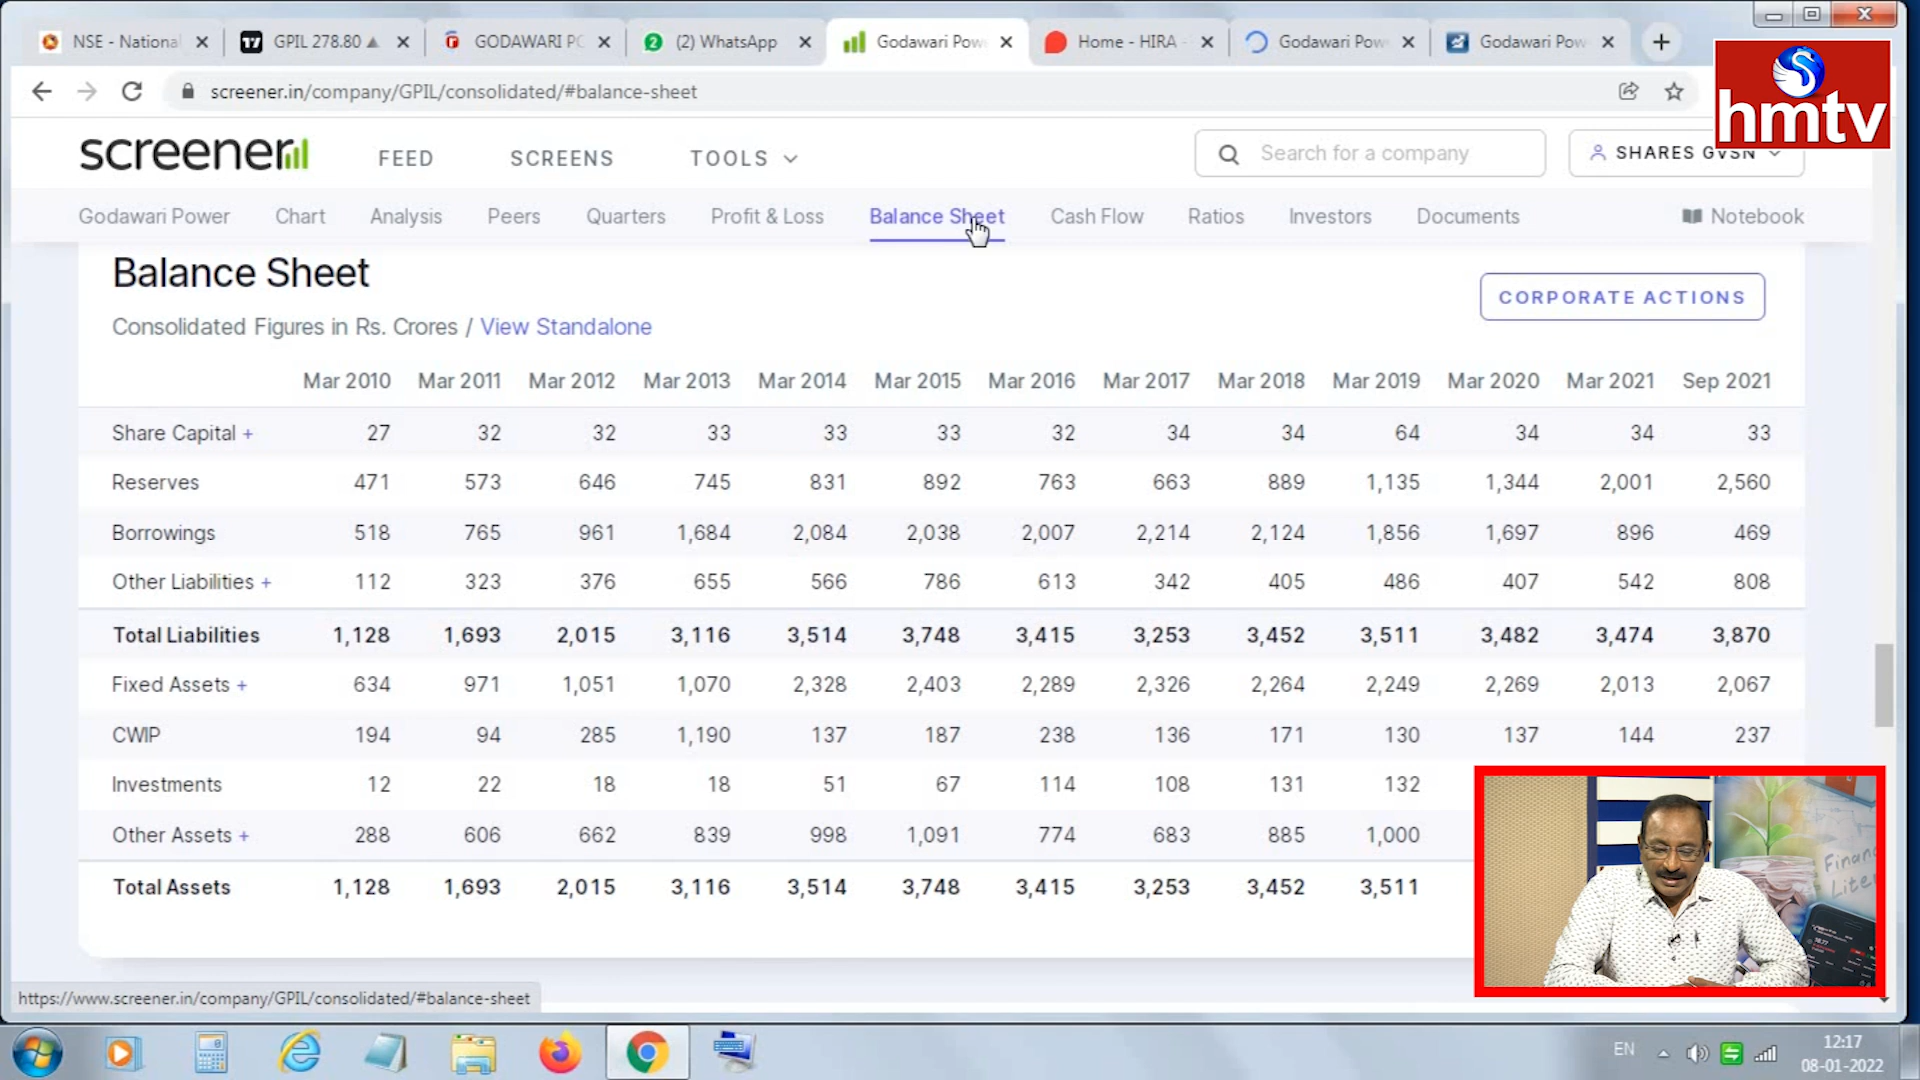 NSE - National
GPIL 278.80 ▲
GODAWARI PO
(2) WhatsApp
Godawari Pow
Home - HIRA -
Godawari Pow
Godawari Pow
screener.in/company/GPIL/consolidated/#balance-sheet
hmtv
screener
FEED
SCREENS
TOOLS
Search for a company
SHARES GVSN
Godawari Power Chart Analysis Peers Quarters Profit & Loss Balance Sheet Cash Flow Ratios Investors Documents Notebook
Balance Sheet
CORPORATE ACTIONS
Consolidated Figures in Rs. Crores / View Standalone
Mar 2010 Mar 2011 Mar 2012 Mar 2013 Mar 2014 Mar 2015 Mar 2016 Mar 2017 Mar 2018 Mar 2019 Mar 2020 Mar 2021 Sep 2021
Share Capital + 27 32 32 33 33 33 32 34 34 64 34 34 33
Reserves 471 573 646 745 831 892 763 663 889 1,135 1,344 2,001 2,560
Borrowings 518 765 961 1,684 2,084 2,038 2,007 2,214 2,124 1,856 1,697 896 469
Other Liabilities + 112 323 376 655 566 786 613 342 405 486 407 542 808
Total Liabilities 1,128 1,693 2,015 3,116 3,514 3,748 3,415 3,253 3,452 3,511 3,482 3,474 3,870
Fixed Assets + 634 971 1,051 1,070 2,328 2,403 2,289 2,326 2,264 2,249 2,269 2,013 2,067
CWIP 194 94 285 1,190 137 187 238 136 171 130 137 144 237
Investments 12 22 18 18 51 67 114 108 131 132
Other Assets + 288 606 662 839 998 1,091 774 683 885 1,000
Total Assets 1,128 1,693 2,015 3,116 3,514 3,748 3,415 3,253 3,452 3,511
https://www.screener.in/company/GPIL/consolidated/#balance-sheet
EN
12:17
08-01-2022